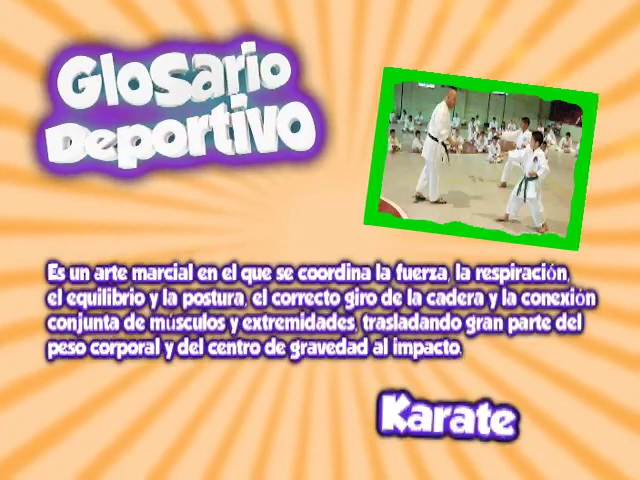 Glosario
Deportivo
Es un arte marcial en el que se coordina la fuerza, la respiración,
el equilibrio y la postura, el correcto giro de la cadera y la conexión
conjunta de músculos y extremidades, trasladando gran parte del
peso corporal y del centro de gravedad al impacto.
Karate